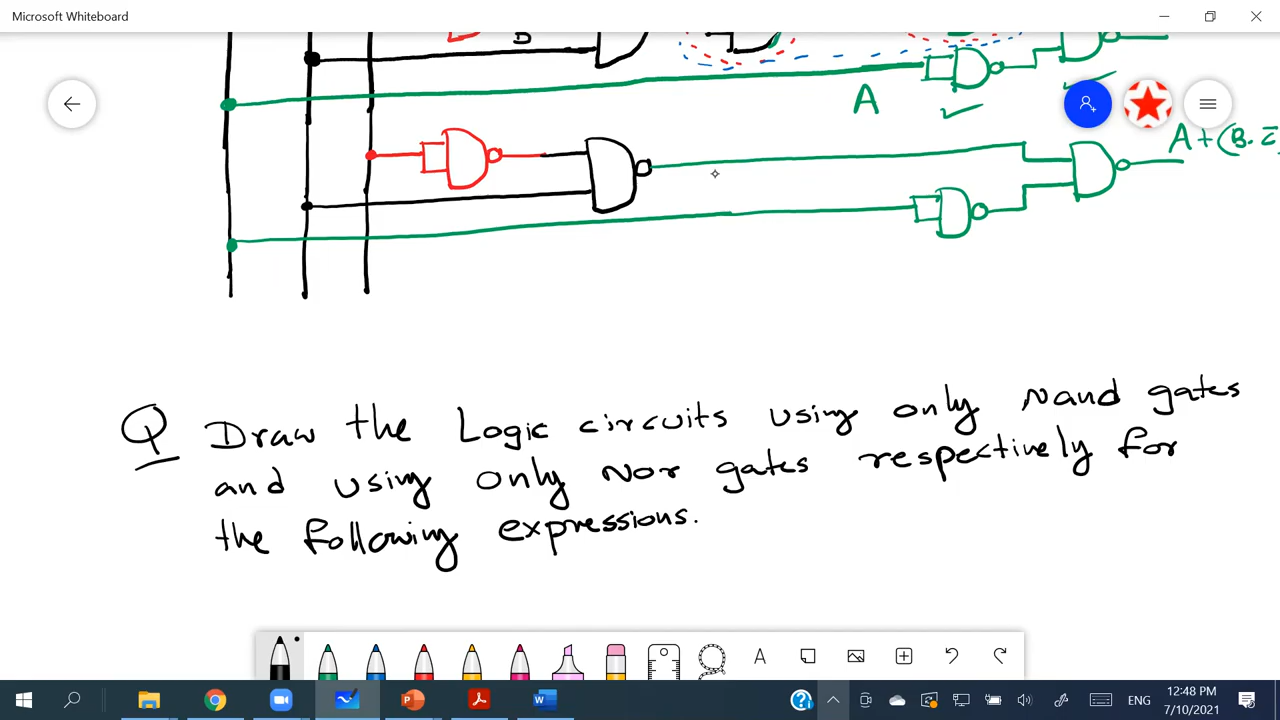 Microsoft Whiteboard
B
A
A + (B. C̅
Q Draw the Logic circuits using only Nand gates
and using only Nor gates respectively for
the following expressions.
A
ENG
12:48 PM
7/10/2021